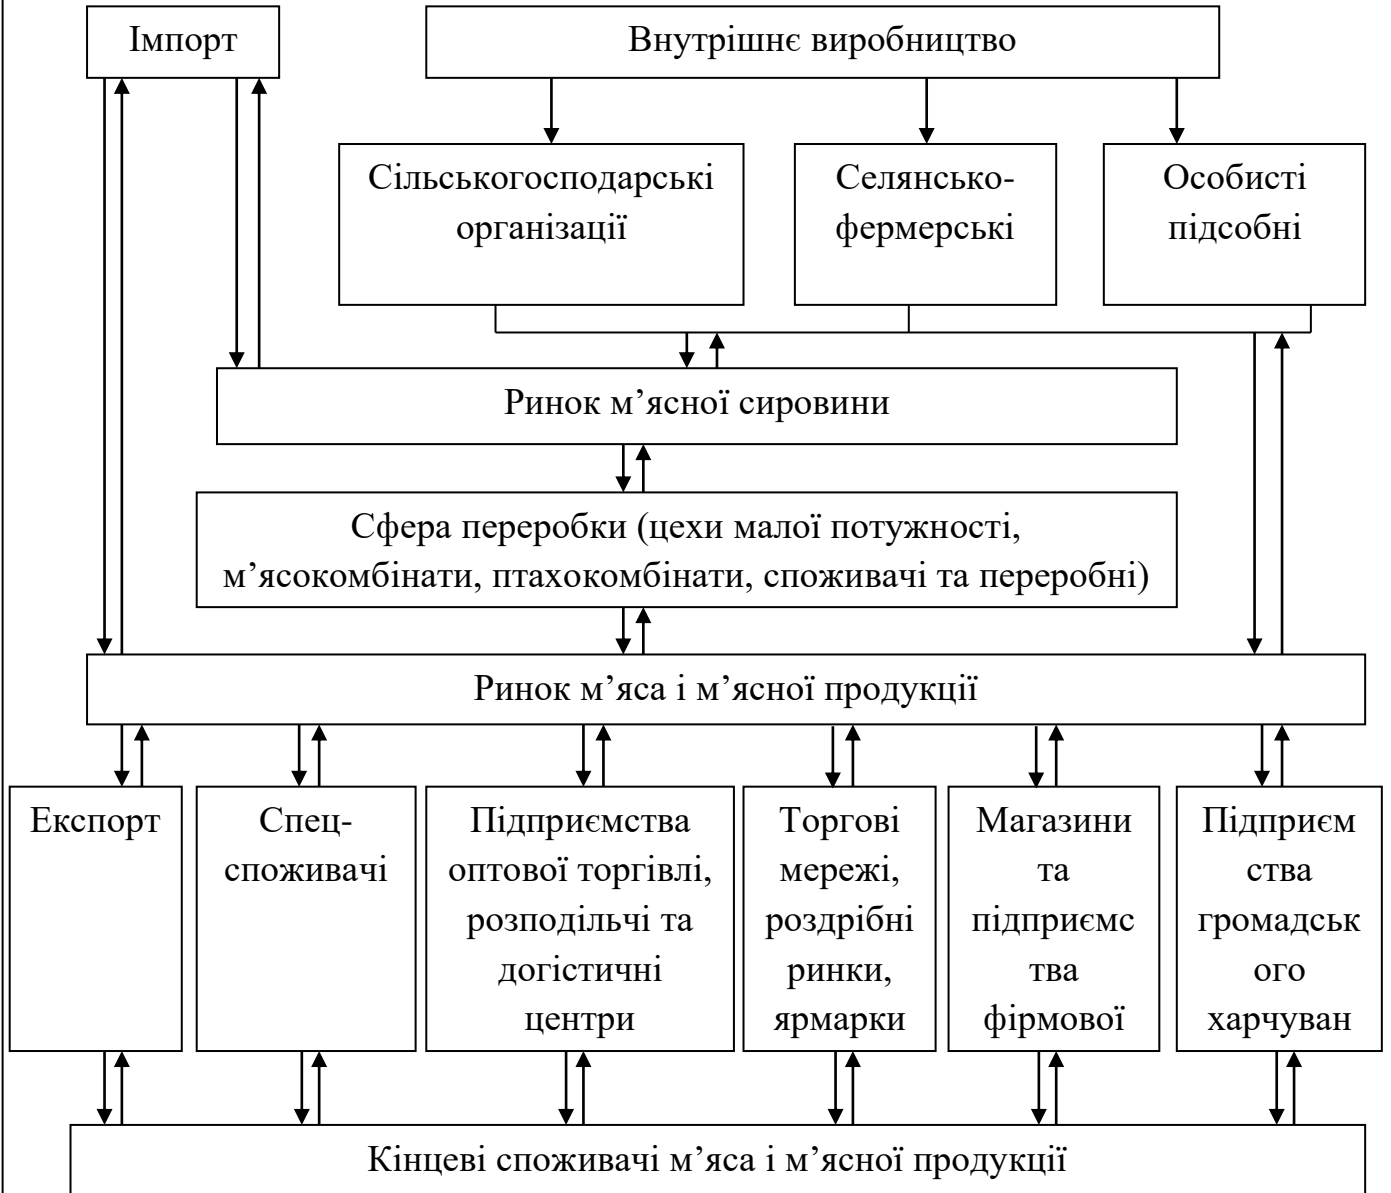 Імпорт
Внутрішнє виробництво
Сільськогосподарські
організації
Селянсько-
фермерські
Особисті
підсобні
Ринок м’ясної сировини
Сфера переробки (цехи малої потужності,
м’ясокомбінати, птахокомбінати, споживачі та переробні)
Ринок м’яса і м’ясної продукції
Експорт
Спец-
споживачі
Підприємства
оптової торгівлі,
розподільчі та
догістичні
центри
Торгові
мережі,
роздрібні
ринки,
ярмарки
Магазини
та
підприємс
тва
фірмової
Підприєм
ства
громадськ
ого
харчуван
Кінцеві споживачі м’яса і м’ясної продукції